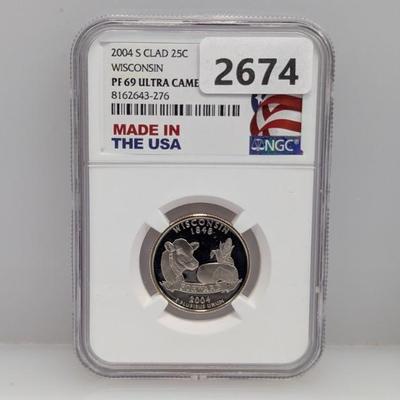 2004 S CLAD 25C
WISCONSIN
PF 69 ULTRA CAME
8162643-276
2674
MADE IN
THE USA
NGC
WISCONSIN
1848
FORWARD
2004
E PLURIBUS UNUM